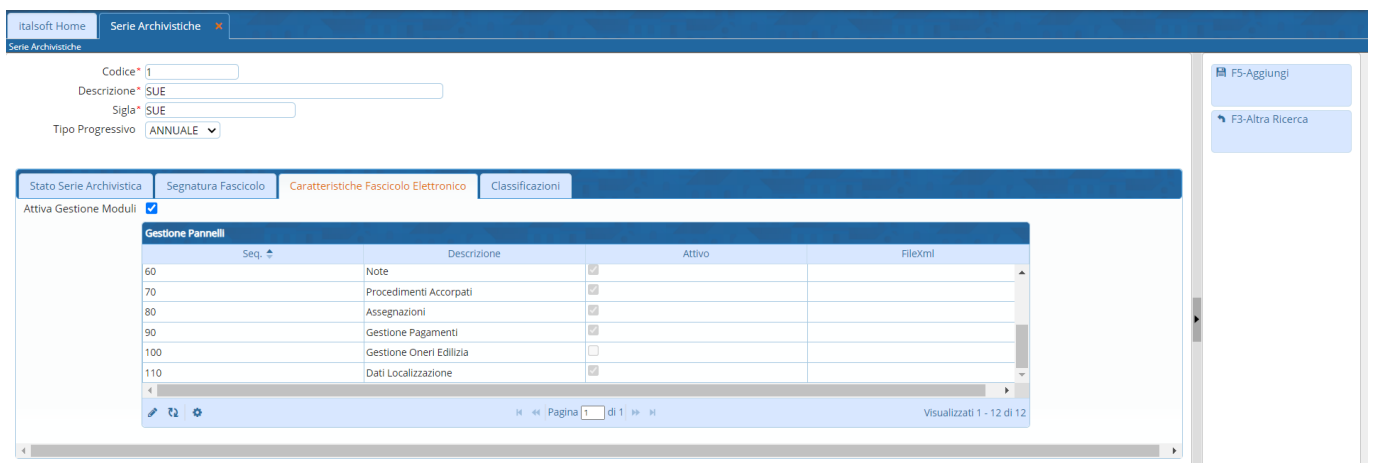 italsoft Home Serie Archivistiche ×
Serie Archivistiche
Codice* 1
Descrizione* SUE
Sigla* SUE
Tipo Progressivo ANNUALE
F5-Aggiungi
F3-Altra Ricerca
Stato Serie Archivistica Segnatura Fascicolo Caratteristiche Fascicolo Elettronico Classificazioni
Attiva Gestione Moduli
Gestione Pannelli
Seq. Descrizione Attivo FileXml
60 Note
70 Procedimenti Accorpati
80 Assegnazioni
90 Gestione Pagamenti
100 Gestione Oneri Edilizia
110 Dati Localizzazione
Pagina 1 di 1 Visualizzati 1 - 12 di 12